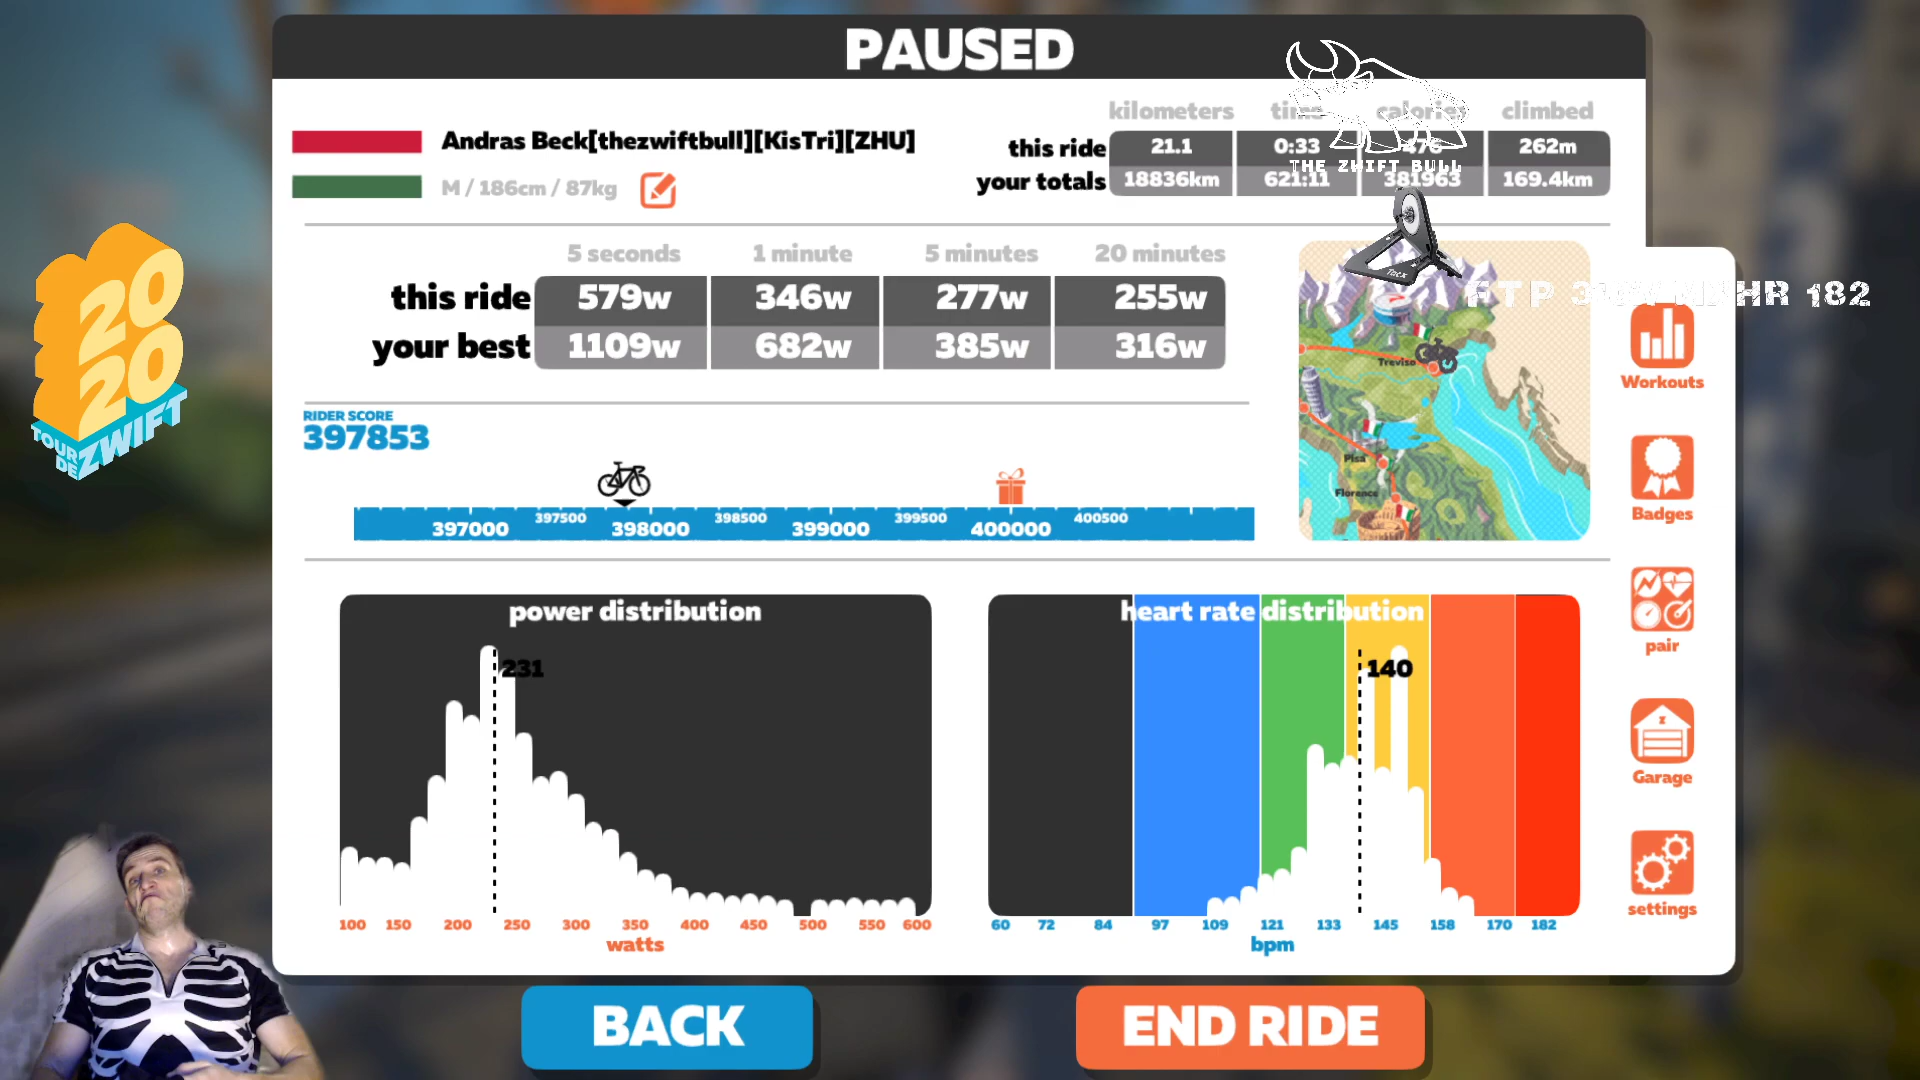 PAUSED
kilometers time calories climbed
this ride 21.1 0:33 476 262m
your totals 18836km 621:11 381963 169.4km
THE ZWIFT BULL
Andras Beck[thezwiftbull][KisTri][ZHU]
M / 186cm / 87kg
5 seconds 1 minute 5 minutes 20 minutes
this ride 579w 346w 277w 255w
your best 1109w 682w 385w 316w
RIDER SCORE
397853
397000 397500 398000 398500 399000 399500 400000 400500
Tacx
Treviso
Pisa
Florence
FTP HR 182
Workouts
Badges
pair
Garage
settings
power distribution
231
100 150 200 250 300 350 400 450 500 550 600
watts
heart rate distribution
140
60 72 84 97 109 121 133 145 158 170 182
bpm
2020
TOUR DE ZWIFT
BACK
END RIDE